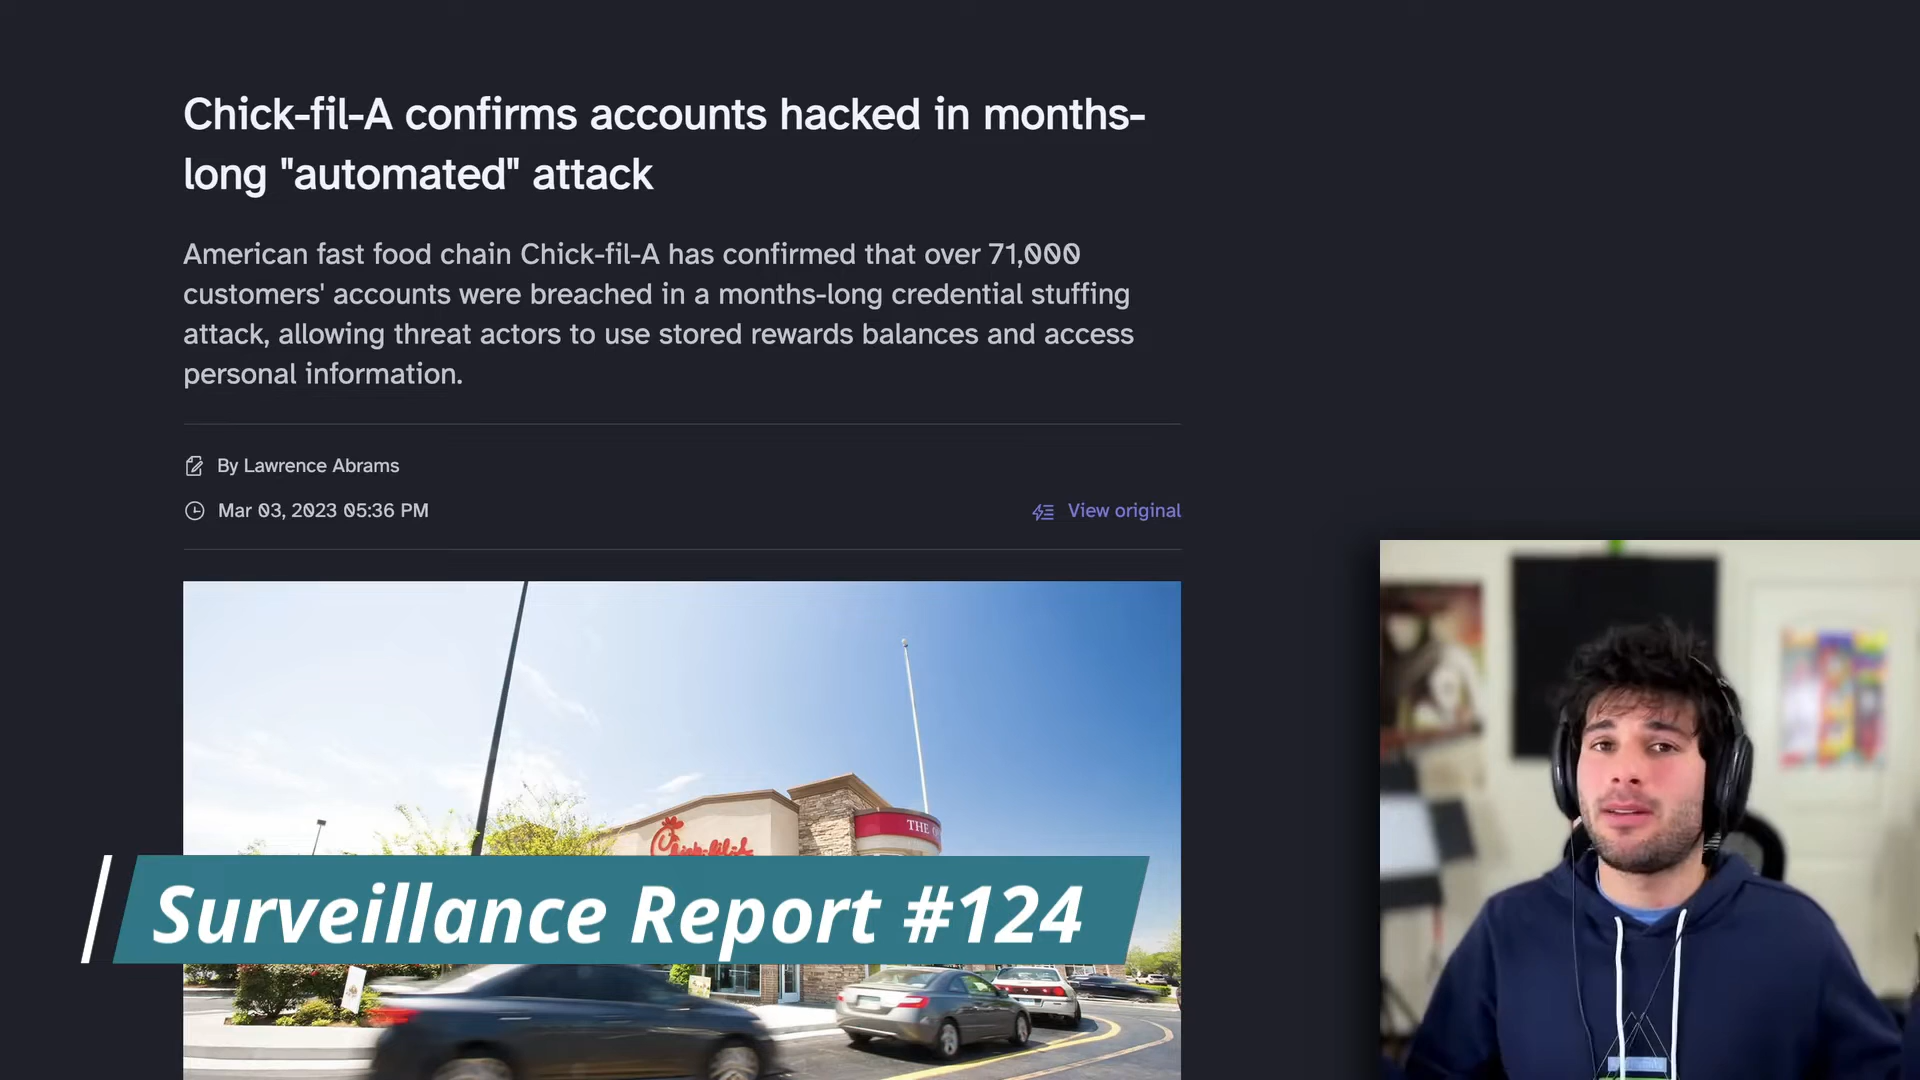 Chick-fil-A confirms accounts hacked in months-
long "automated" attack
American fast food chain Chick-fil-A has confirmed that over 71,000
customers' accounts were breached in a months-long credential stuffing
attack, allowing threat actors to use stored rewards balances and access
personal information.
By Lawrence Abrams
Mar 03, 2023 05:36 PM
View original
Chick-fil-A
THE
Surveillance Report #124